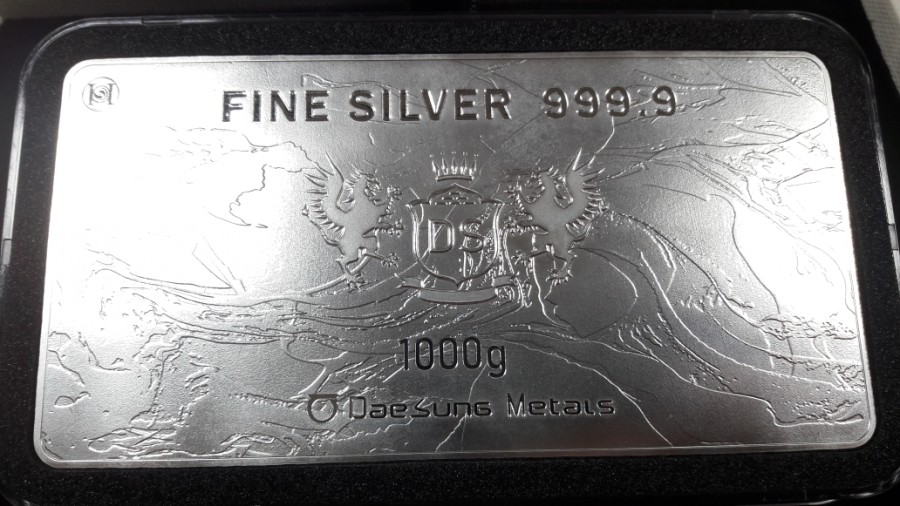 FINE SILVER 999.9
DS
1000g
DaeSung Metals